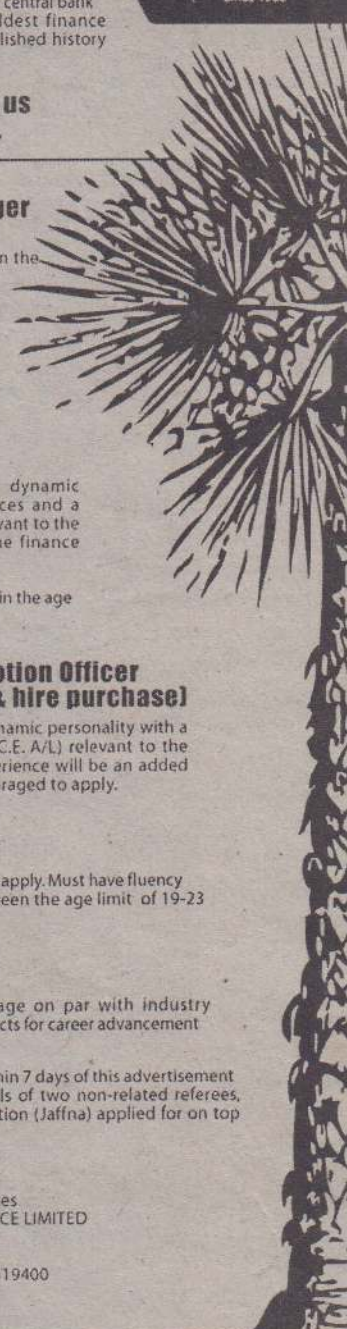 central bank
ldest finance
lished history
us
ger
n the
dynamic
ces and a
vant to the
ne finance
in the age
otion Officer
& hire purchase)
namic personality with a
C.E. A/L) relevant to the
rience will be an added
raged to apply.
apply. Must have fluency
een the age limit of 19-23
age on par with industry
cts for career advancement
nin 7 days of this advertisement
ls of two non-related referees,
tion (Jaffna) applied for on top
es
CE LIMITED
19400